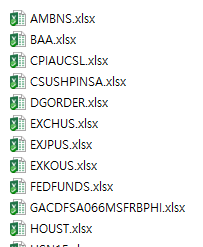 AMBNS.xlsx
BAA.xlsx
CPIAUCSL.xlsx
CSUSHPINSA.xlsx
DGORDER.xlsx
EXCHUS.xlsx
EXJPUS.xlsx
EXKOUS.xlsx
FEDFUNDS.xlsx
GACDFSA066MSFRBPHI.xlsx
HOUST.xlsx